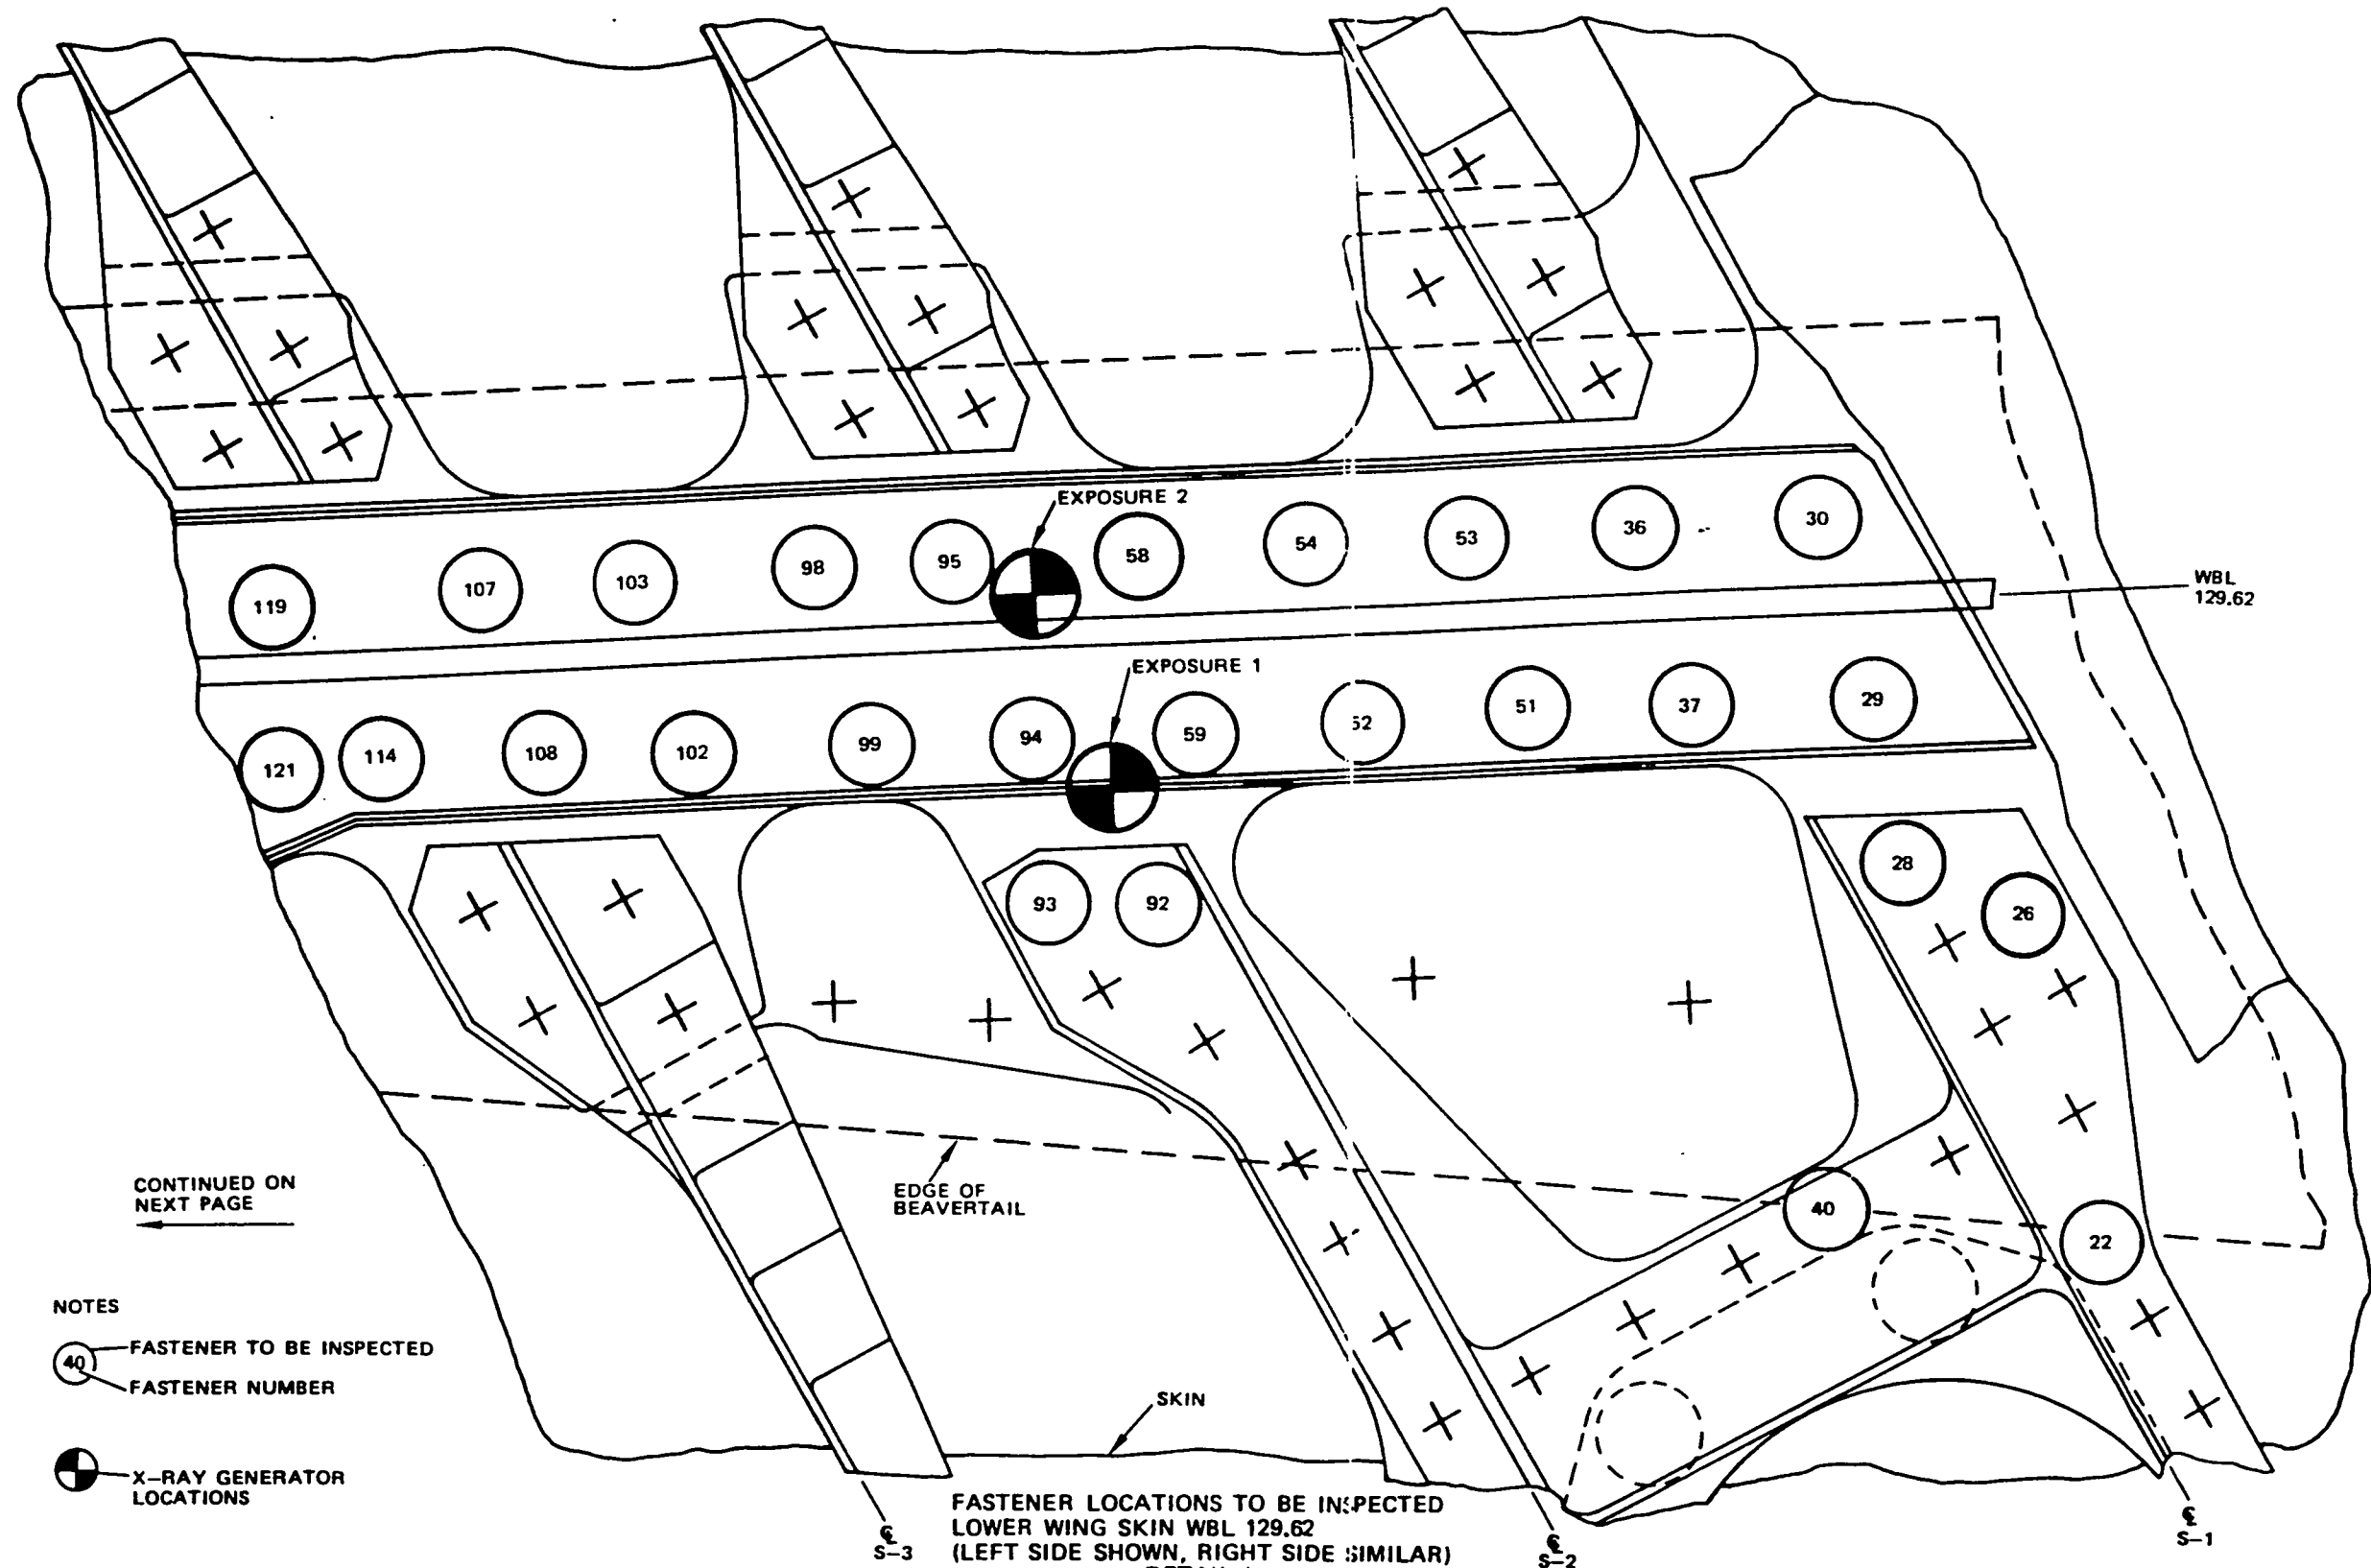 EXPOSURE 2
30
36
53
54
58
95
98
103
107
119
WBL
129.62
EXPOSURE 1
29
37
51
52
59
94
99
102
108
114
121
28
93
92
26
CONTINUED ON
NEXT PAGE
EDGE OF
BEAVERTAIL
40
22
NOTES
40
FASTENER TO BE INSPECTED
FASTENER NUMBER
SKIN
X-RAY GENERATOR
LOCATIONS
FASTENER LOCATIONS TO BE INSPECTED
LOWER WING SKIN WBL 129.62
(LEFT SIDE SHOWN, RIGHT SIDE SIMILAR)
℄
S-3
℄
S-2
℄
S-1